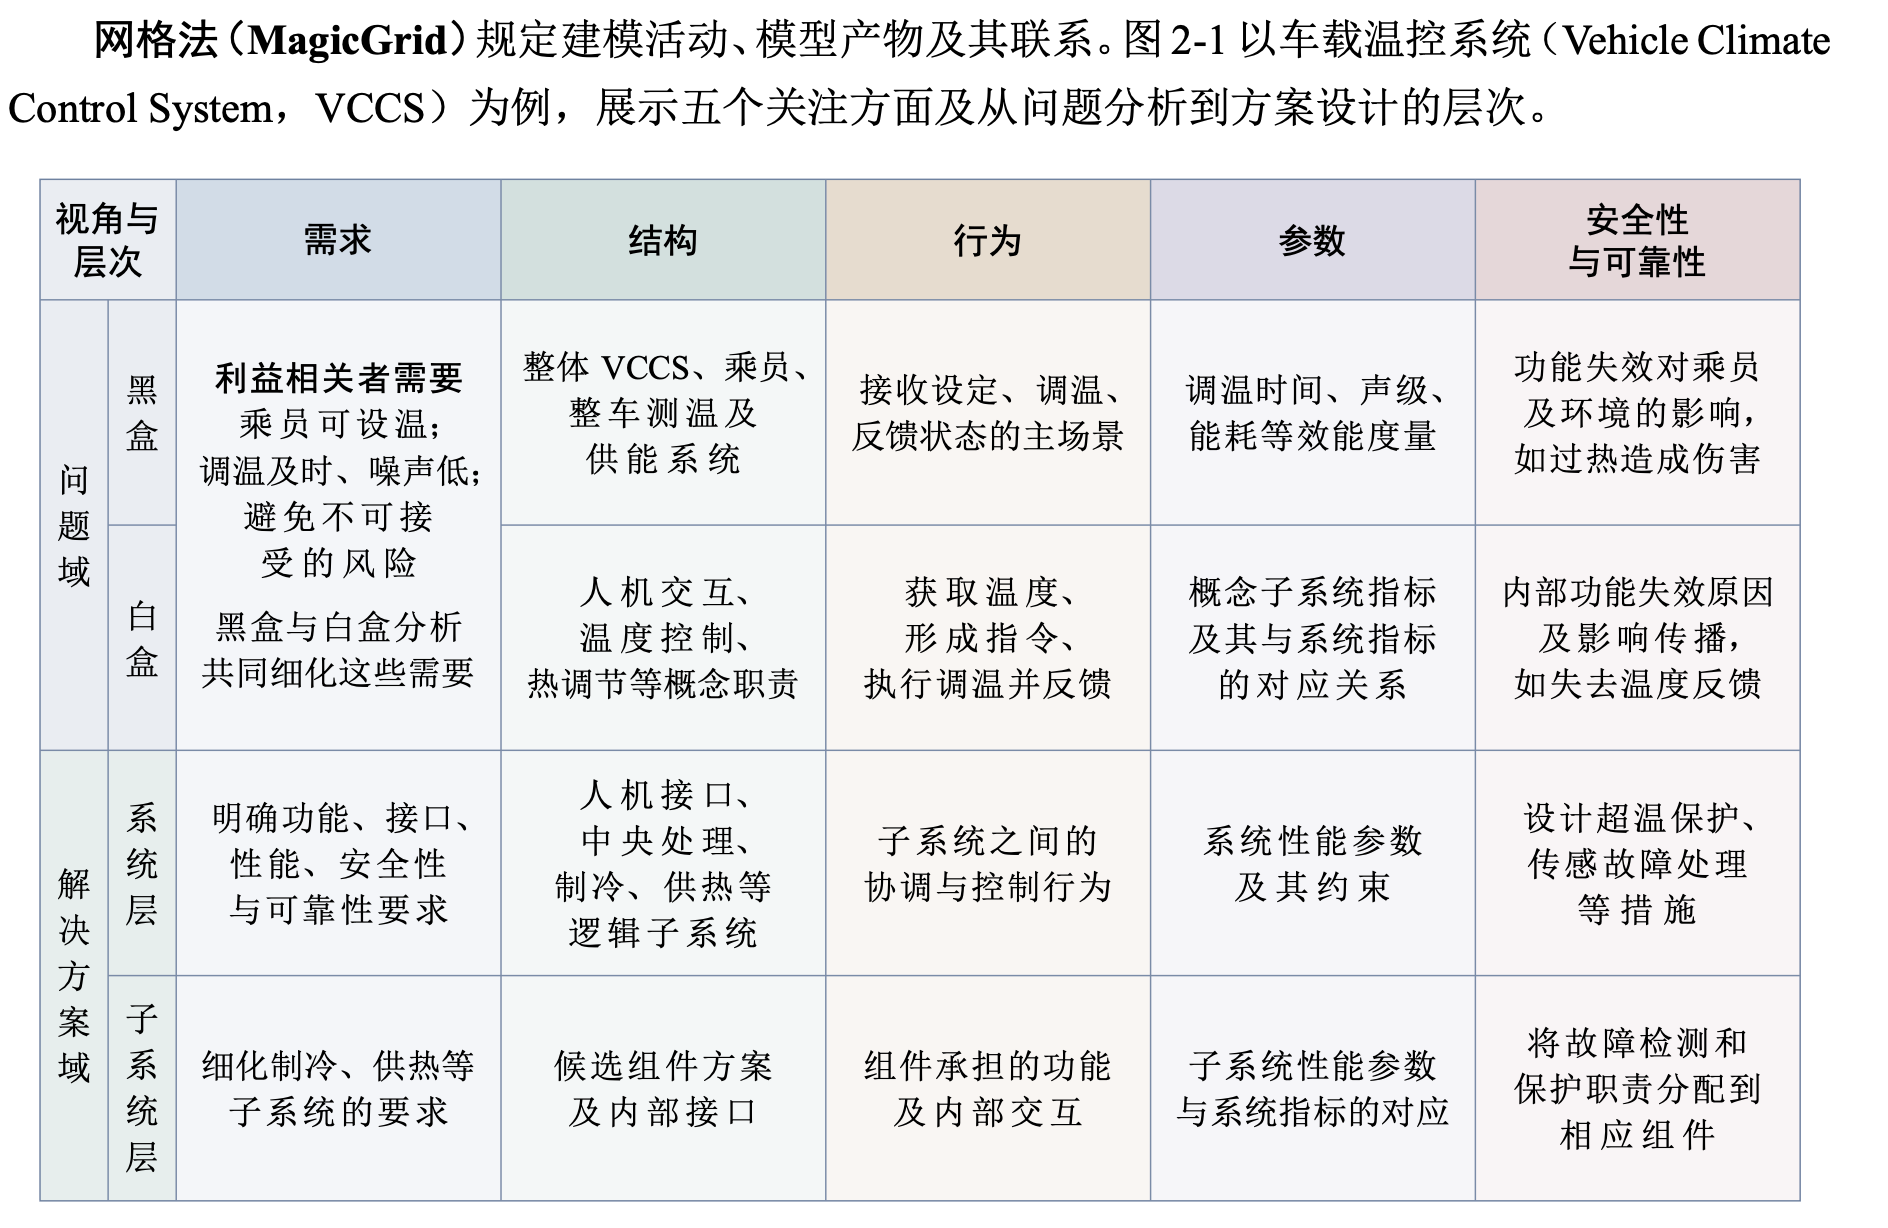 网格法（MagicGrid）规定建模活动、模型产物及其联系。图 2-1 以车载温控系统（Vehicle Climate
Control System，VCCS）为例，展示五个关注方面及从问题分析到方案设计的层次。
视角与
层次
需求
结构
行为
参数
安全性
与可靠性
问题域
黑盒
利益相关者需要
乘员可设温；
调温及时、噪声低；
避免不可接
受的风险
黑盒与白盒分析
共同细化这些需要
整体 VCCS、乘员、
整车测温及
供能系统
接收设定、调温、
反馈状态的主场景
调温时间、声级、
能耗等效能度量
功能失效对乘员
及环境的影响，
如过热造成伤害
白盒
人机交互、
温度控制、
热调节等概念职责
获取温度、
形成指令、
执行调温并反馈
概念子系统指标
及其与系统指标
的对应关系
内部功能失效原因
及影响传播，
如失去温度反馈
解决方案域
系统层
明确功能、接口、
性能、安全性
与可靠性要求
人机接口、
中央处理、
制冷、供热等
逻辑子系统
子系统之间的
协调与控制行为
系统性能参数
及其约束
设计超温保护、
传感故障处理
等措施
子系统层
细化制冷、供热等
子系统的要求
候选组件方案
及内部接口
组件承担的功能
及内部交互
子系统性能参数
与系统指标的对应
将故障检测和
保护职责分配到
相应组件